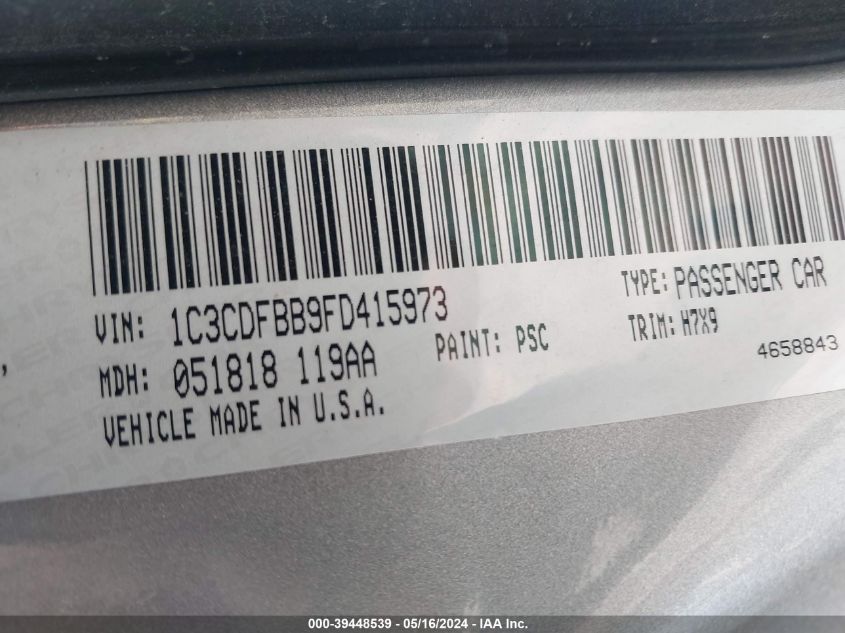 VIN: 1C3CDFBB9FD415973
TYPE: PASSENGER CAR
MDH: 051818 119AA
PAINT: PSC
TRIM: H7X9
4658843
VEHICLE MADE IN U.S.A.
000-39448539 - 05/16/2024 - IAA Inc.